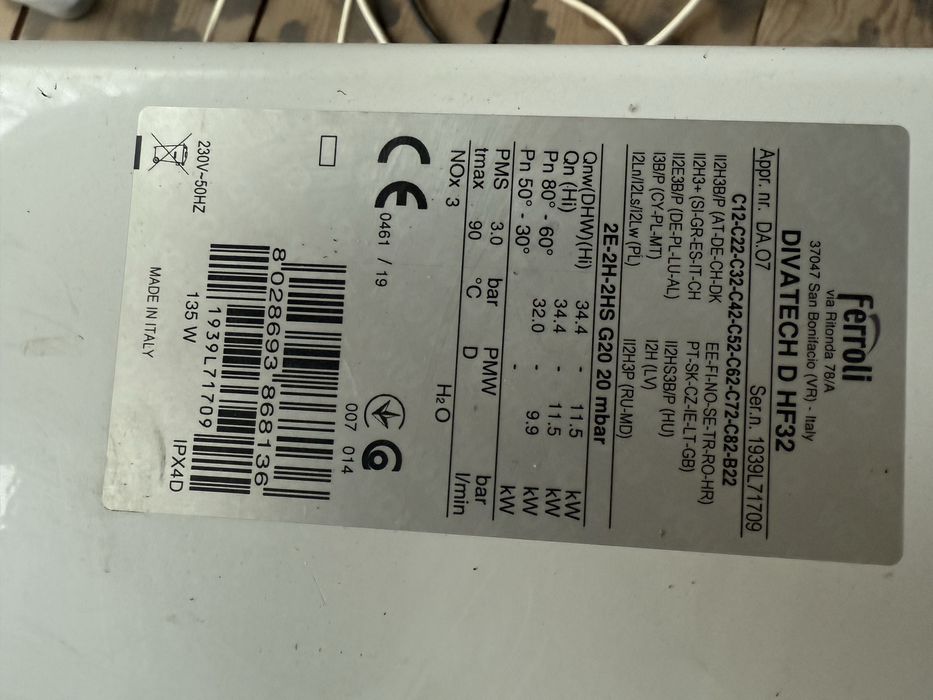 Ferroli
via Ritonda 78/A
37047 San Bonifacio (VR) - Italy
DIVATECH D HF32
Appr. nr. DA.07 Ser.n. 1939L71709
C12-C22-C32-C42-C52-C62-C72-C82-B22
II2H3B/P (AT-DE-CH-DK EE-FI-NO-SE-TR-RO-HR)
II2H3+ (SI-GR-ES-IT-CH PT-SK-CZ-IE-LT-GB)
II2E3B/P (DE-PL-LU-AL) II2HS3B/P (HU)
I3B/P (CY-PL-MT) I2H (LV)
I2Ln/I2Ls/I2Lw (PL) II2H3P (RU-MD)
2E-2H-2HS G20 20 mbar
Qnw(DHW)(Hi) 34.4 - 11.5 kW
Qn (Hi) 34.4 - 11.5 kW
Pn 80° - 60° 32.0 - 9.9 kW
Pn 50° - 30° - kW
PMS 3.0 bar PMW bar
tmax 90 °C D l/min
NOx 3 H₂O
CE 0461 / 19
007 014
8 028693 868136
1939L71709
230V~50HZ 135 W IPX4D
MADE IN ITALY